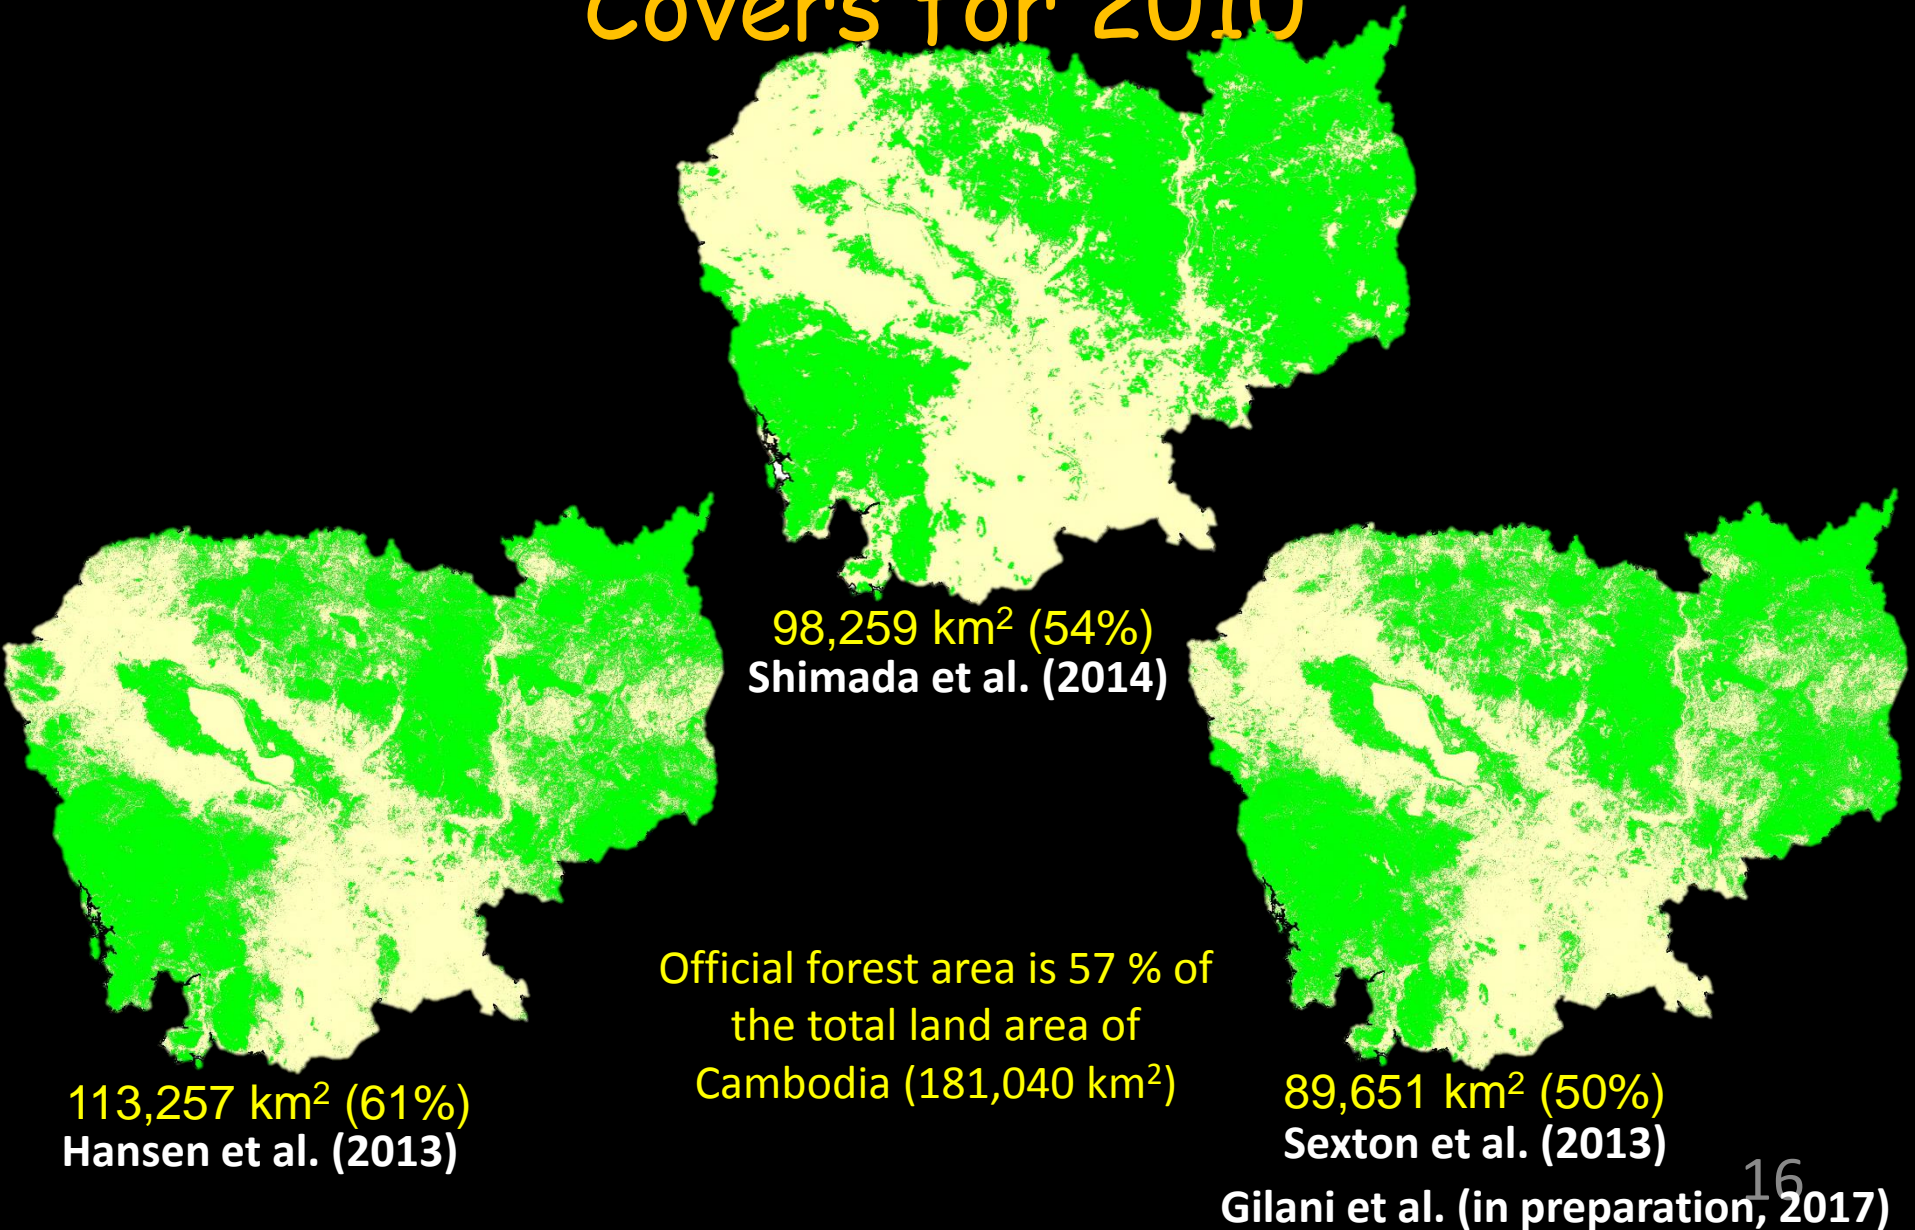 Covers for 2010
98,259 km² (54%)
Shimada et al. (2014)
Official forest area is 57 % of
the total land area of
Cambodia (181,040 km²)
113,257 km² (61%)
Hansen et al. (2013)
89,651 km² (50%)
Sexton et al. (2013)
16
Gilani et al. (in preparation, 2017)